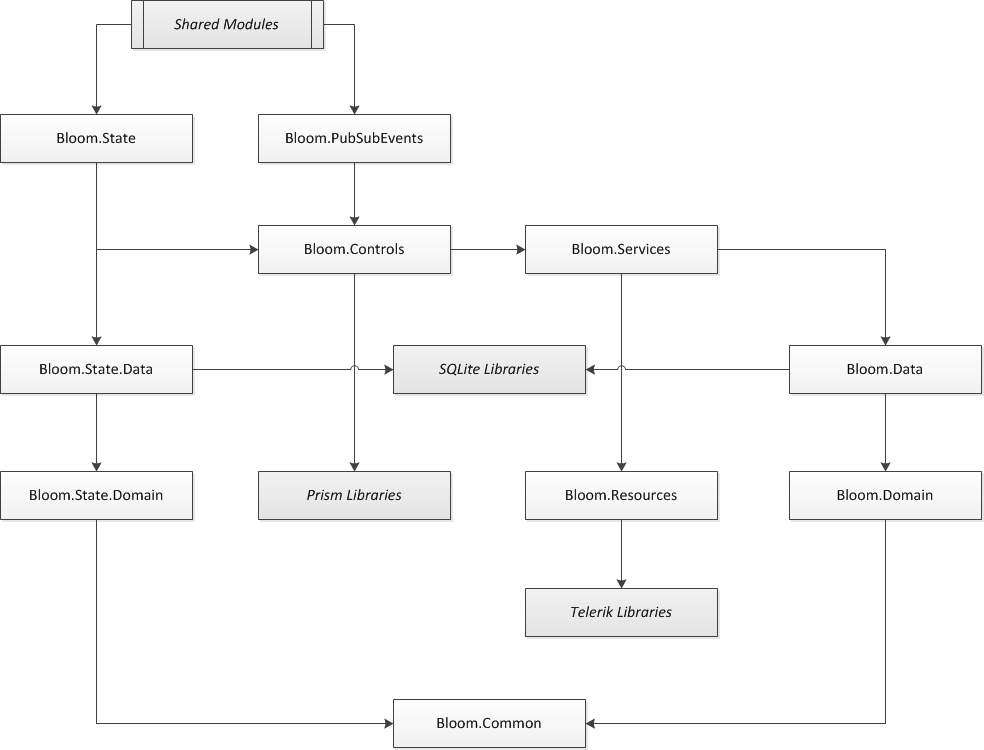 Shared Modules
Bloom.State
Bloom.PubSubEvents
Bloom.Controls
Bloom.Services
Bloom.State.Data
SQLite Libraries
Bloom.Data
Bloom.State.Domain
Prism Libraries
Bloom.Resources
Bloom.Domain
Telerik Libraries
Bloom.Common